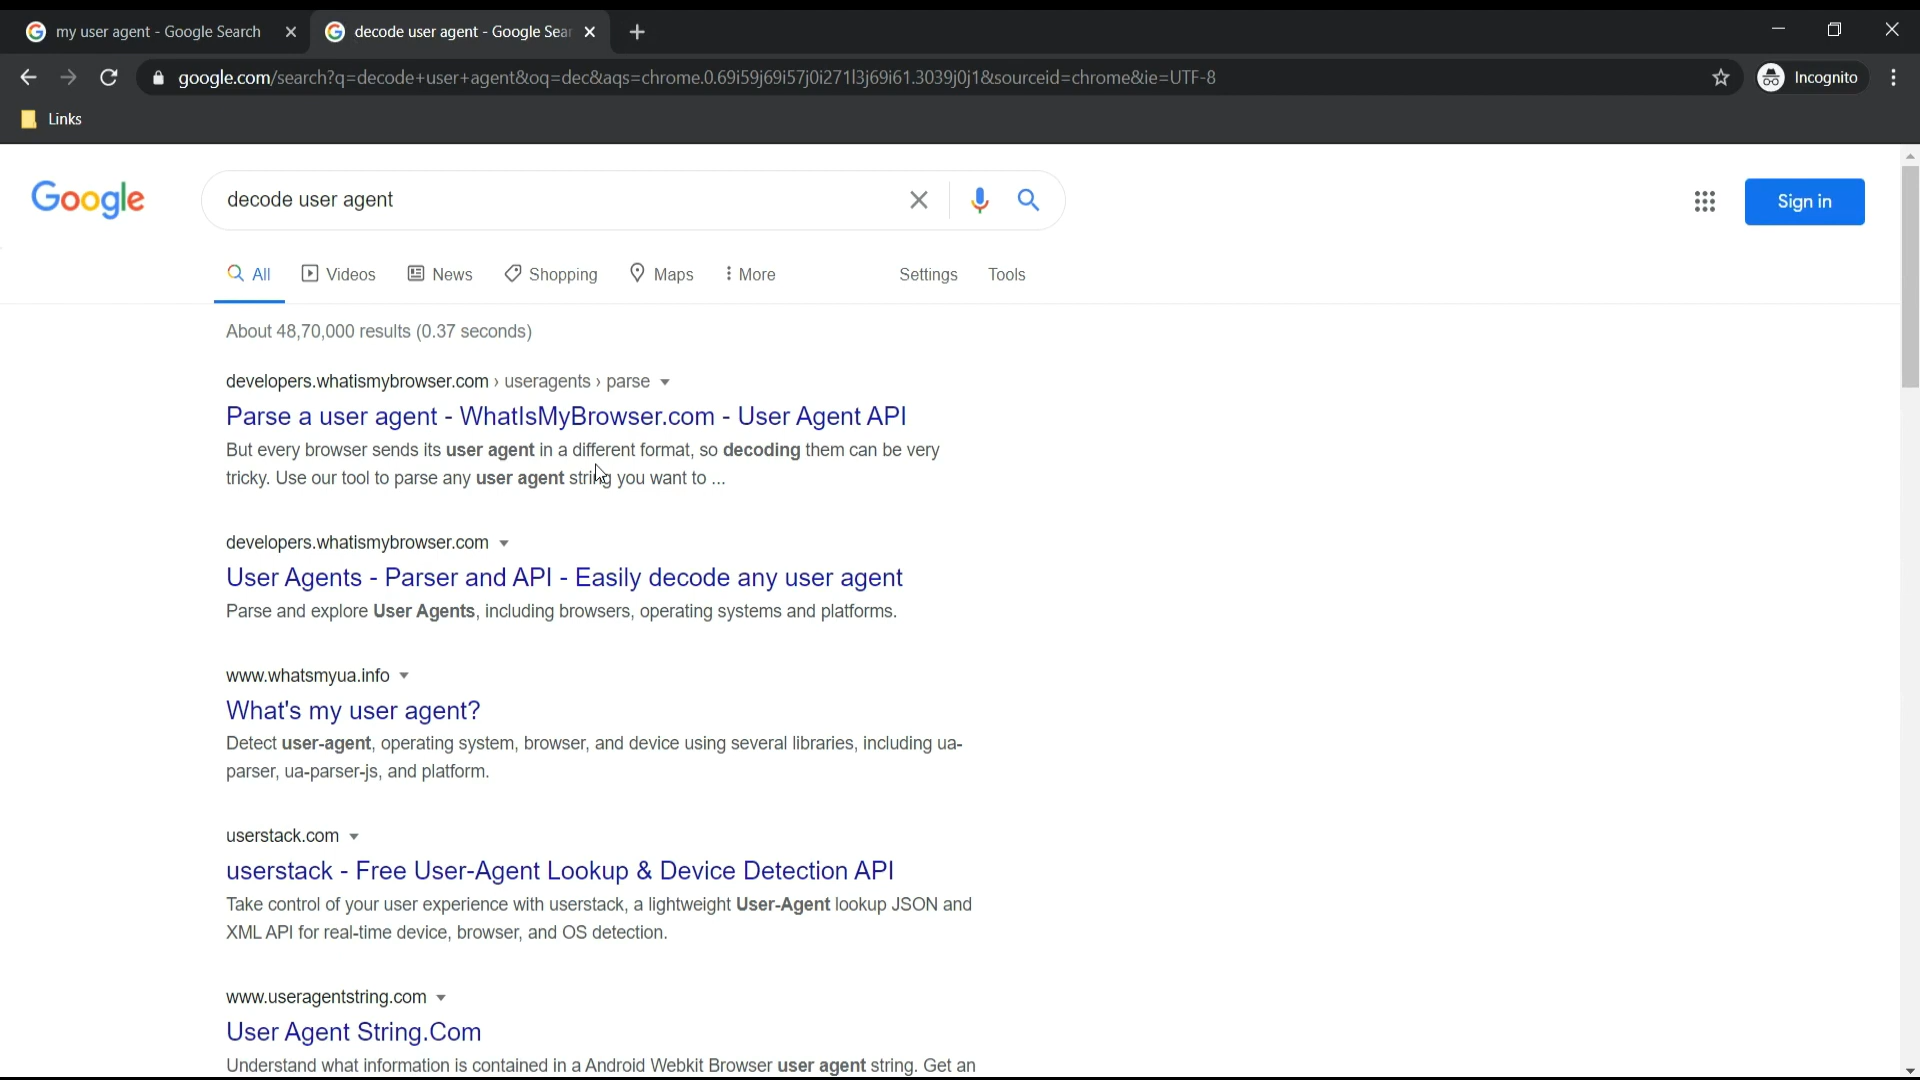 my user agent - Google Search
decode user agent - Google Sear
google.com/search?q=decode+user+agent&oq=dec&aqs=chrome.0.69i59j69i57j0i271l3j69i61.3039j0j1&sourceid=chrome&ie=UTF-8
Incognito
Links
Google
decode user agent
Sign in
All Videos News Shopping Maps More Settings Tools
About 48,70,000 results (0.37 seconds)
developers.whatismybrowser.com › useragents › parse
Parse a user agent - WhatIsMyBrowser.com - User Agent API
But every browser sends its user agent in a different format, so decoding them can be very
tricky. Use our tool to parse any user agent string you want to ...
developers.whatismybrowser.com
User Agents - Parser and API - Easily decode any user agent
Parse and explore User Agents, including browsers, operating systems and platforms.
www.whatsmyua.info
What's my user agent?
Detect user-agent, operating system, browser, and device using several libraries, including ua-
parser, ua-parser-js, and platform.
userstack.com
userstack - Free User-Agent Lookup & Device Detection API
Take control of your user experience with userstack, a lightweight User-Agent lookup JSON and
XML API for real-time device, browser, and OS detection.
www.useragentstring.com
User Agent String.Com
Understand what information is contained in a Android Webkit Browser user agent string. Get an